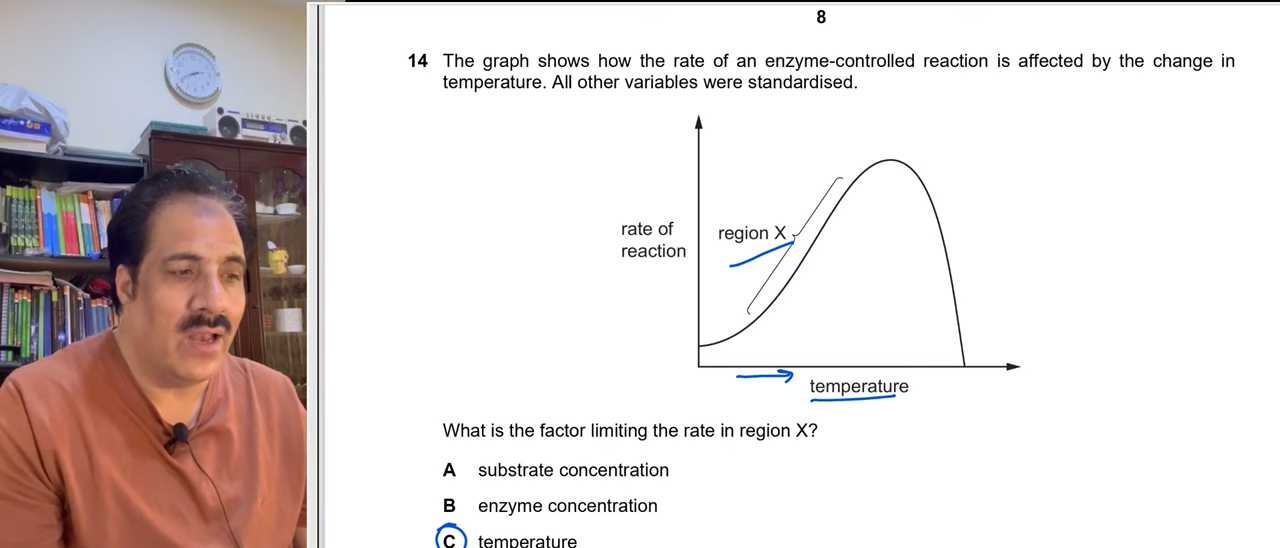 8
14 The graph shows how the rate of an enzyme-controlled reaction is affected by the change in
temperature. All other variables were standardised.
rate of
reaction
region X
temperature
What is the factor limiting the rate in region X?
A substrate concentration
B enzyme concentration
C temperature